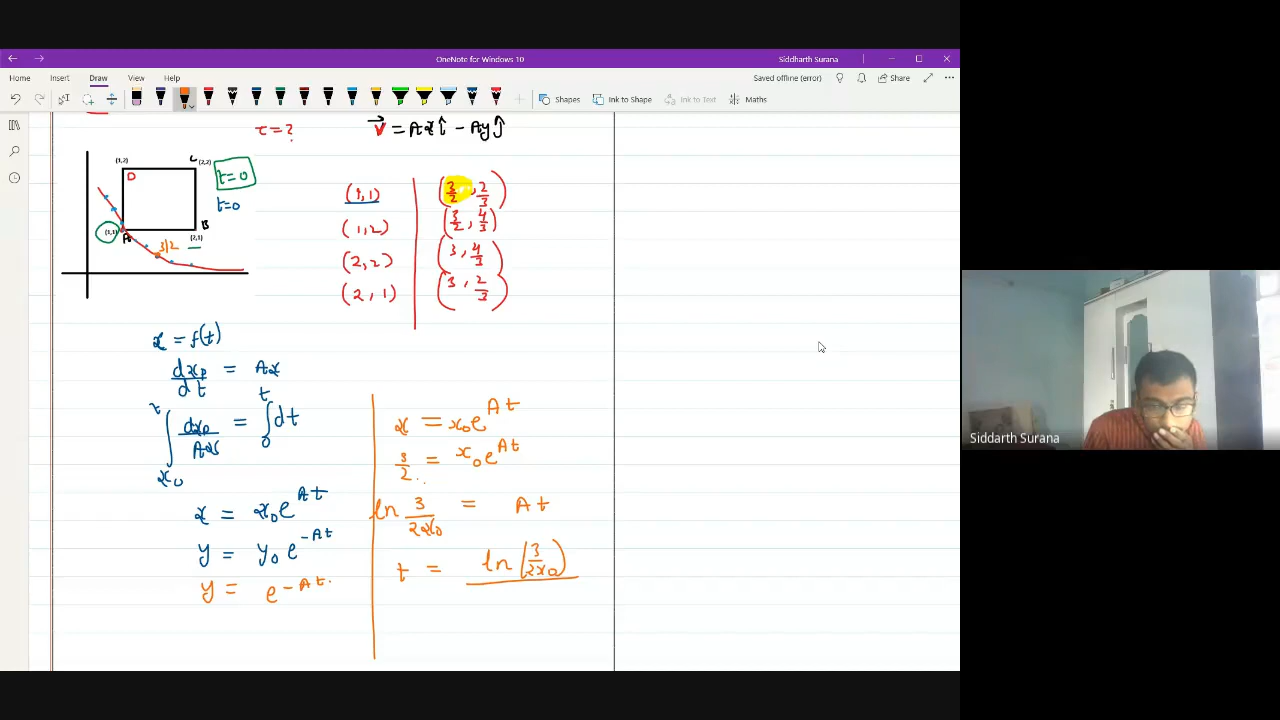 OneNote for Windows 10
Siddharth Surana
Home Insert Draw View Help
Saved offline (error) Share
Shapes Ink to Shape Ink to Text Maths
τ = ? v⃗ = Axî − Ayĵ
(1,2) C (2,2)
D t=0
t=0
(1,1) A B
3/2 (2,1)
(1,1) (3/2, 2/3)
(1,2) (3/2, 4/3)
(2,2) (3, 4/3)
(2,1) (3, 2/3)
x = f(t)
dxp/dt = Ax
∫ dxp/Ax = ∫ dt
x0 0 t
x = x0 e^At
y = y0 e^−At
y = e^−At.
x = x0 e^At
3/2 = x0 e^At
ln 3/2x0 = At
t = ln(3/2x0)
Siddarth Surana